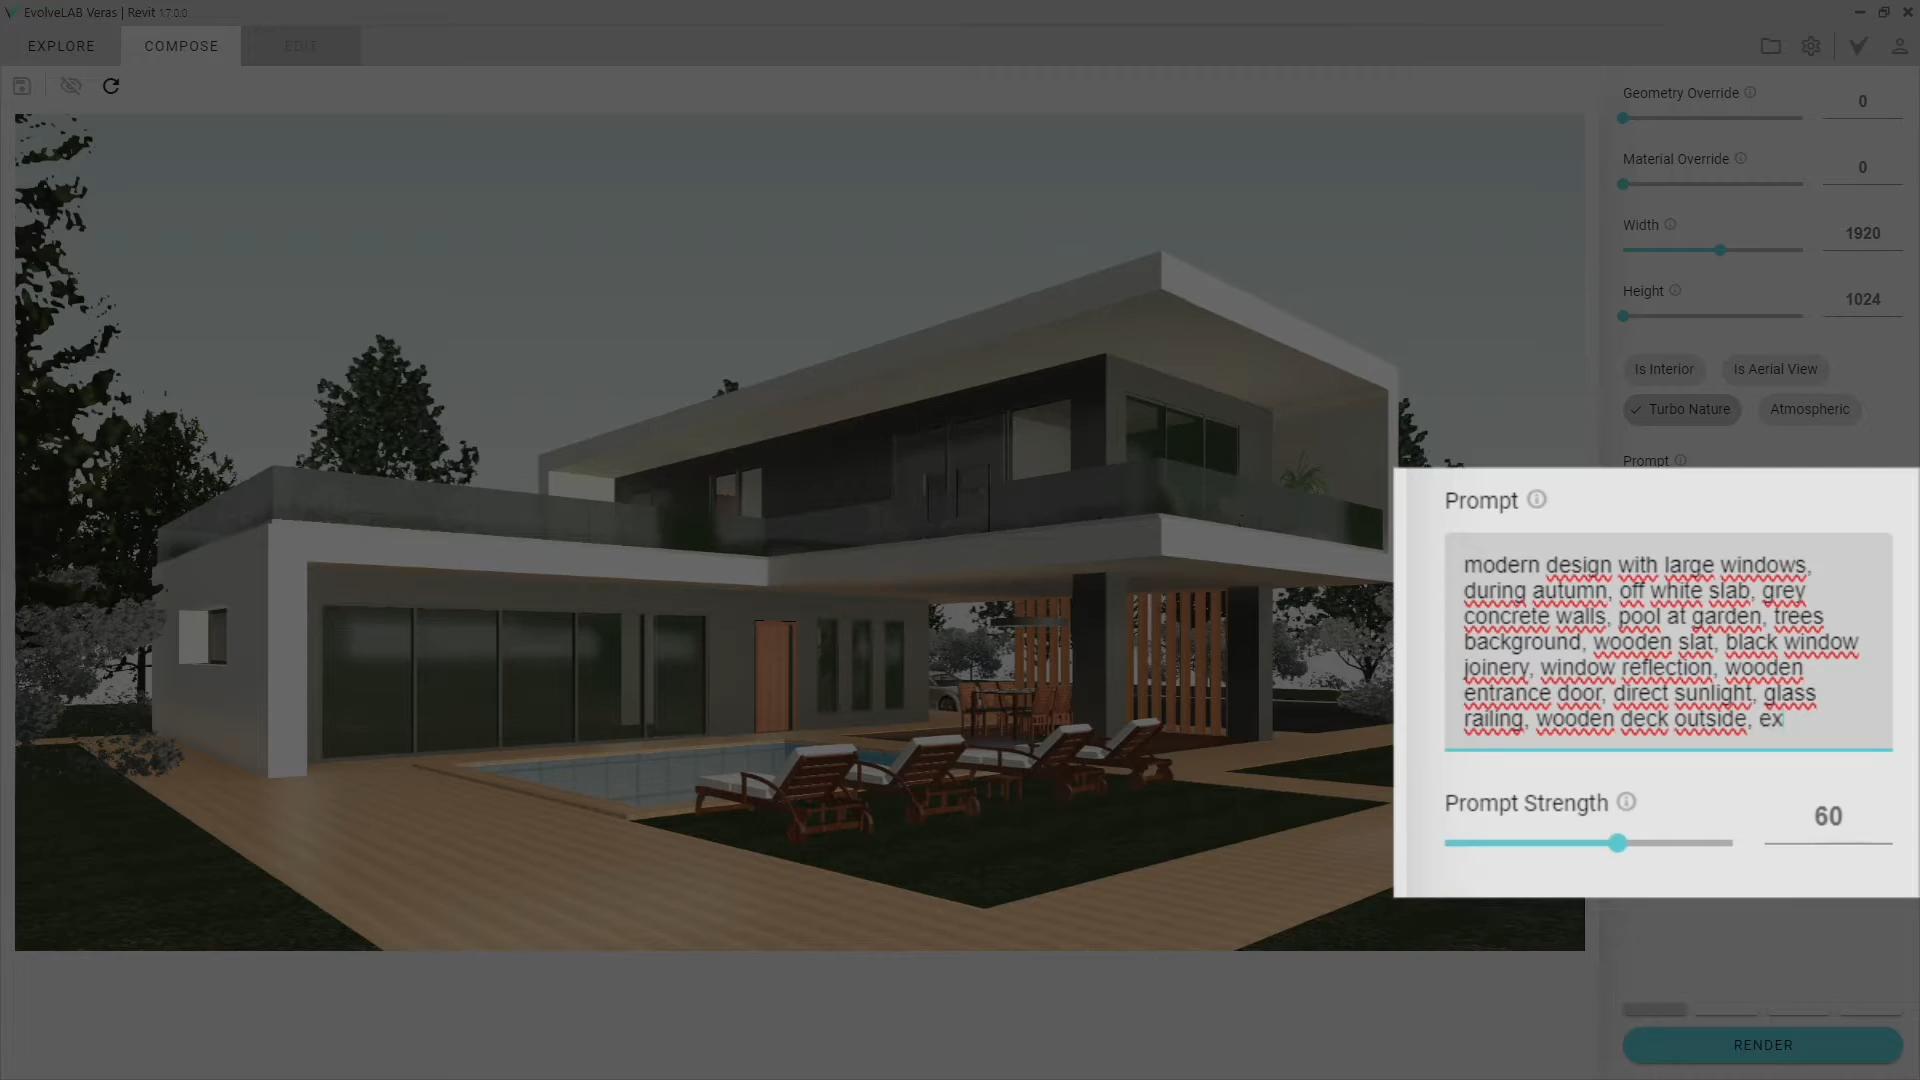 EvolveLAB Veras | Revit 1.7.0.0
EXPLORE
COMPOSE
EDIT
Geometry Override
0
Material Override
0
Width
1920
Height
1024
Is Interior
Is Aerial View
Turbo Nature
Atmospheric
Prompt
Prompt
modern design with large windows,
during autumn, off white slab, grey
concrete walls, pool at garden, trees
background, wooden slat, black window
joinery, window reflection, wooden
entrance door, direct sunlight, glass
railing, wooden deck outside, ex
Prompt Strength
60
RENDER